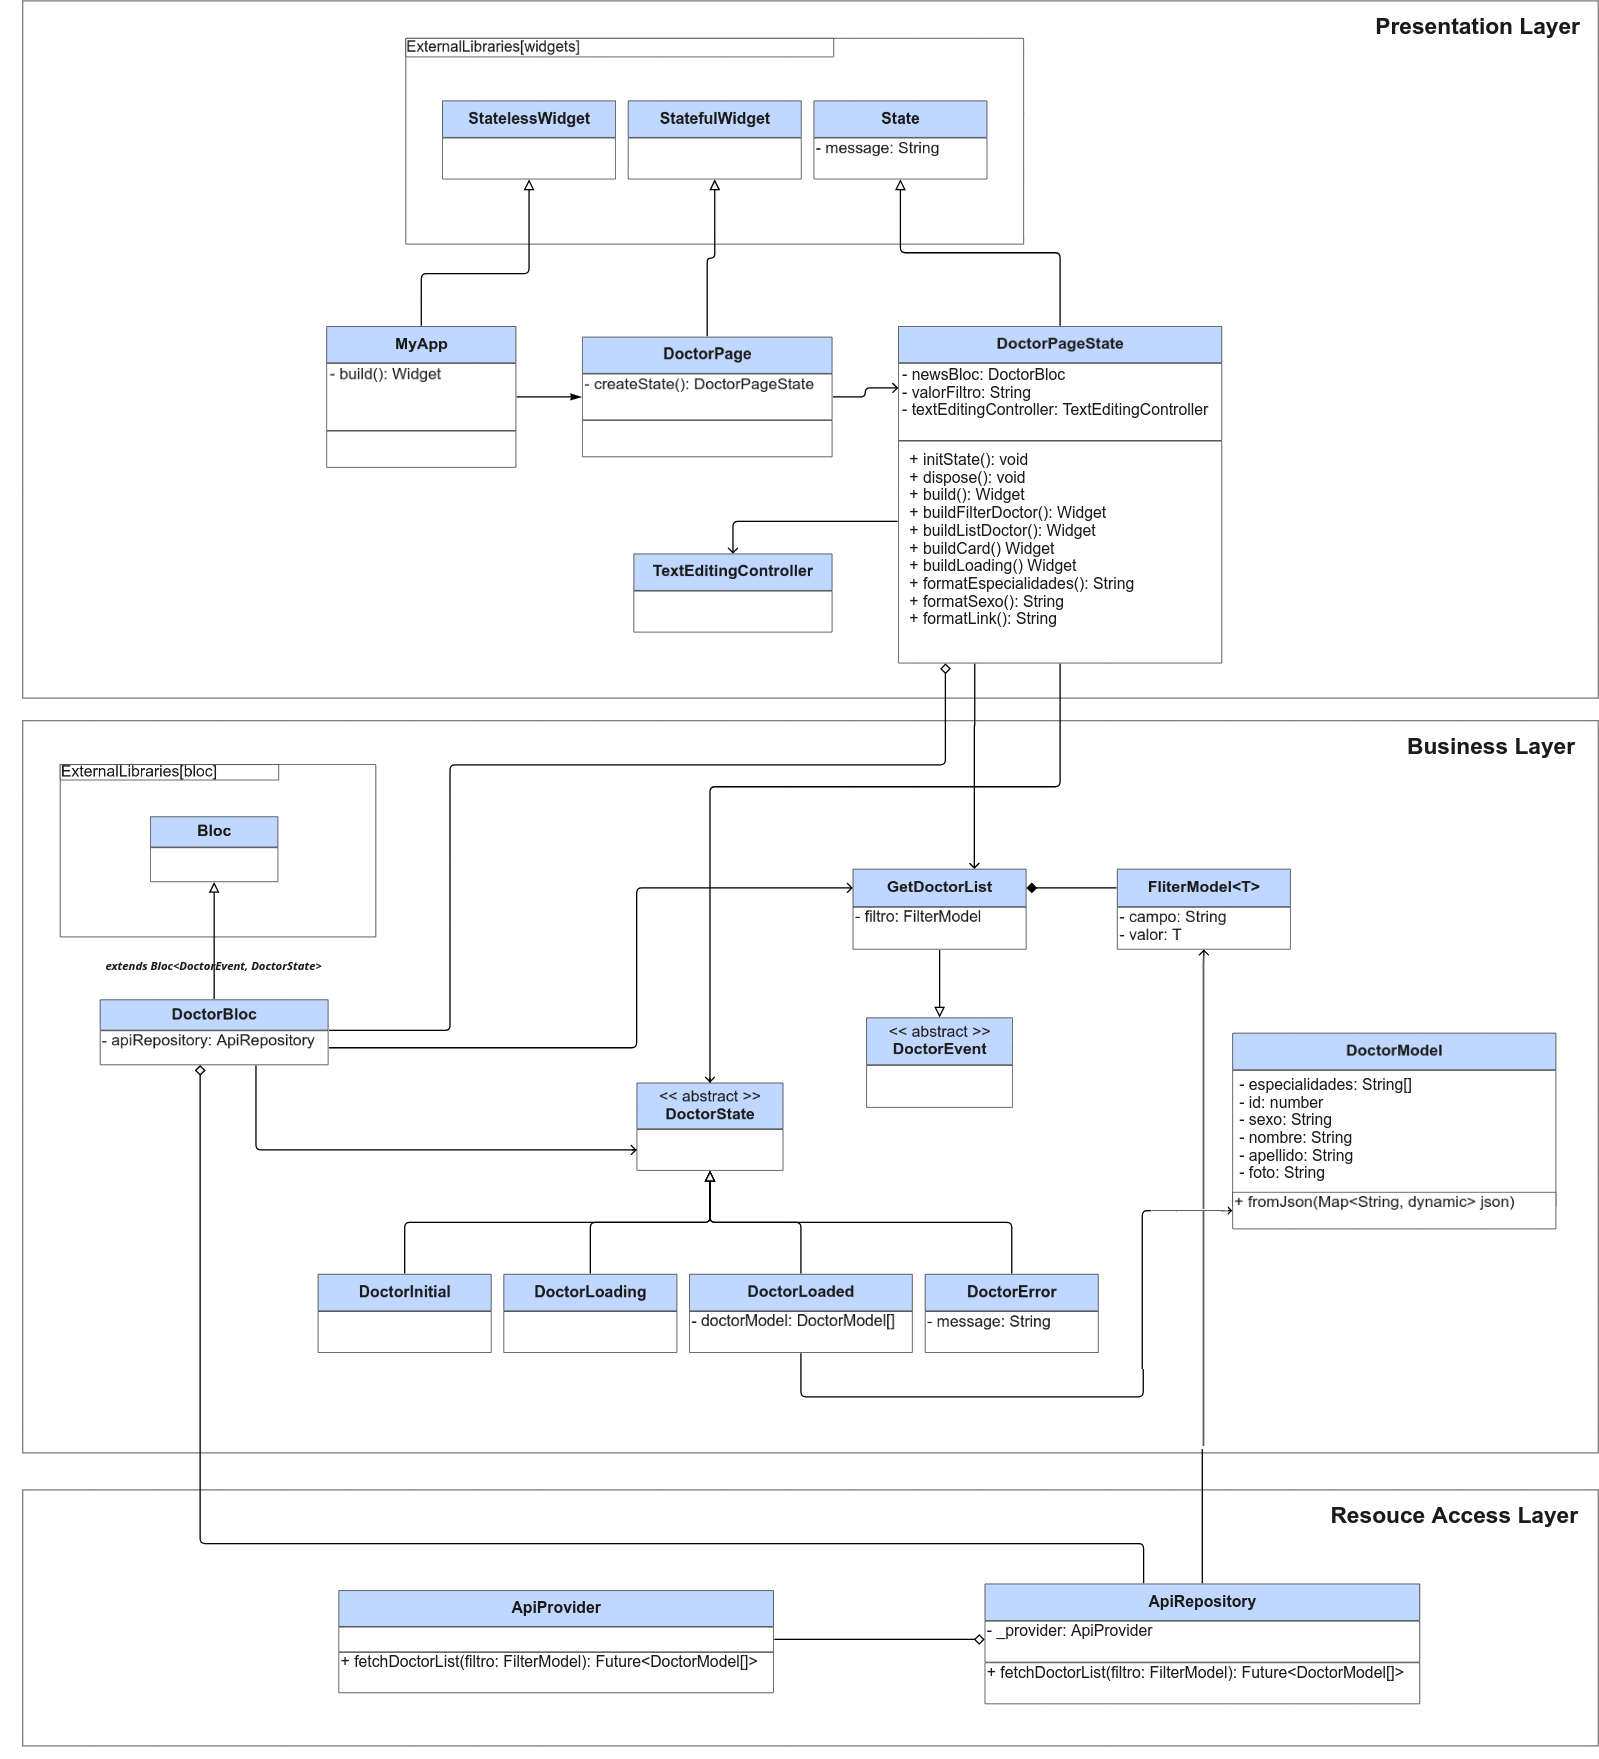 Presentation Layer
ExternalLibraries[widgets]
StatelessWidget
StatefulWidget
State
- message: String
MyApp
- build(): Widget
DoctorPage
- createState(): DoctorPageState
DoctorPageState
- newsBloc: DoctorBloc
- valorFiltro: String
- textEditingController: TextEditingController
+ initState(): void
+ dispose(): void
+ build(): Widget
+ buildFilterDoctor(): Widget
+ buildListDoctor(): Widget
+ buildCard() Widget
+ buildLoading() Widget
+ formatEspecialidades(): String
+ formatSexo(): String
+ formatLink(): String
TextEditingController
Business Layer
ExternalLibraries[bloc]
Bloc
extends Bloc<DoctorEvent, DoctorState>
DoctorBloc
- apiRepository: ApiRepository
GetDoctorList
- filtro: FilterModel
FliterModel<T>
- campo: String
- valor: T
<< abstract >>
DoctorEvent
<< abstract >>
DoctorState
DoctorModel
- especialidades: String[]
- id: number
- sexo: String
- nombre: String
- apellido: String
- foto: String
+ fromJson(Map<String, dynamic> json)
DoctorInitial
DoctorLoading
DoctorLoaded
- doctorModel: DoctorModel[]
DoctorError
- message: String
Resouce Access Layer
ApiProvider
+ fetchDoctorList(filtro: FilterModel): Future<DoctorModel[]>
ApiRepository
- _provider: ApiProvider
+ fetchDoctorList(filtro: FilterModel): Future<DoctorModel[]>